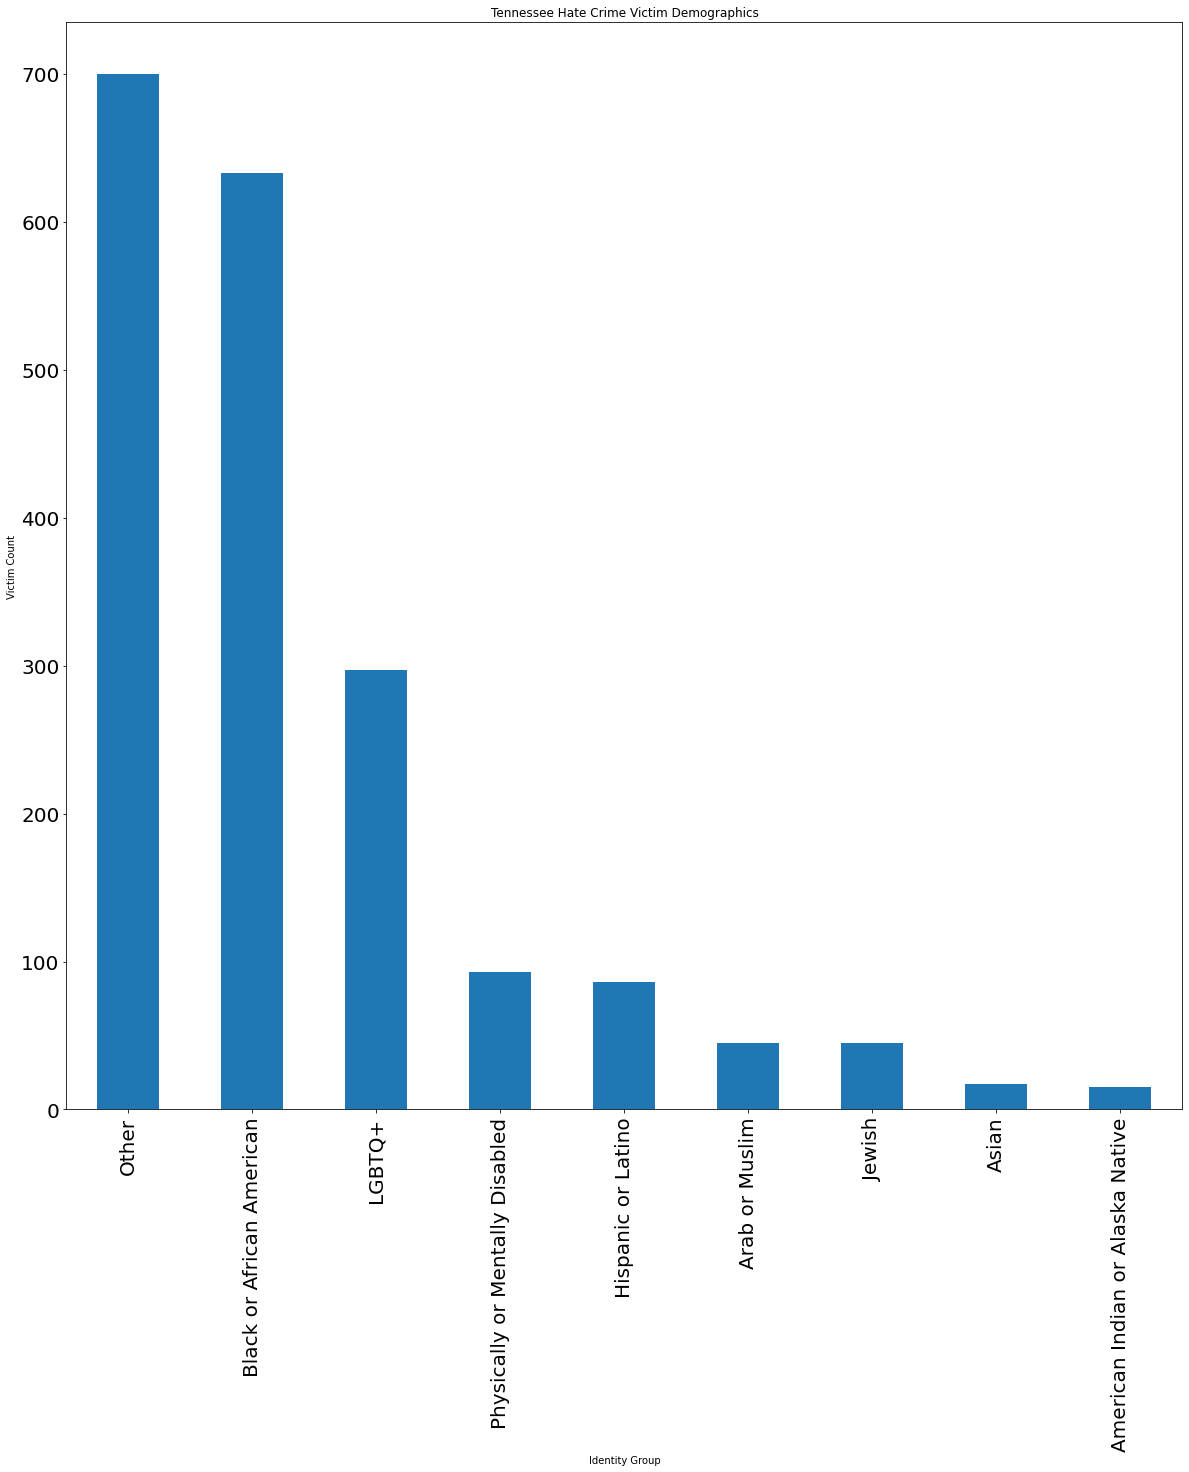 Tennessee Hate Crime Victim Demographics
700
600
500
400
300
200
100
0
Victim Count
Other
Black or African American
LGBTQ+
Physically or Mentally Disabled
Hispanic or Latino
Arab or Muslim
Jewish
Asian
American Indian or Alaska Native
Identity Group